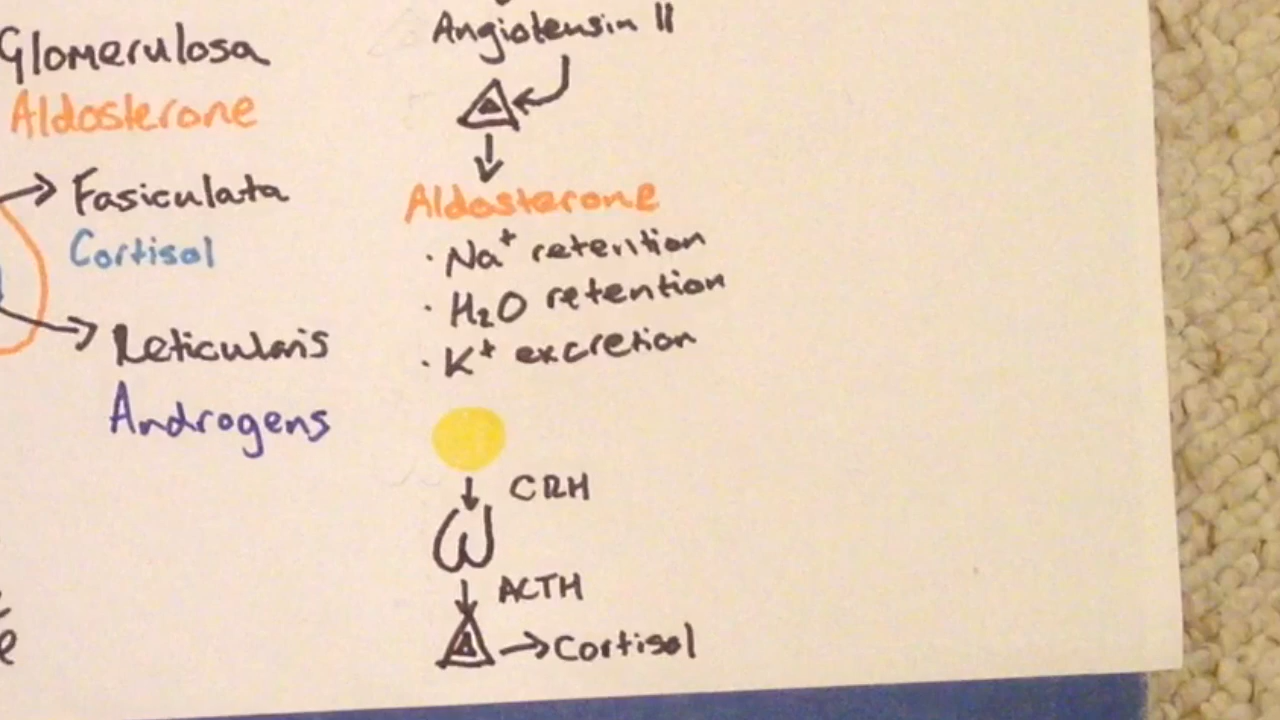 Glomerulosa
Aldosterone
Fasiculata
Cortisol
Reticularis
Androgens
Angiotensin II
Aldosterone
· Na+ retention
· H2O retention
· K+ excretion
CRH
ACTH
Cortisol